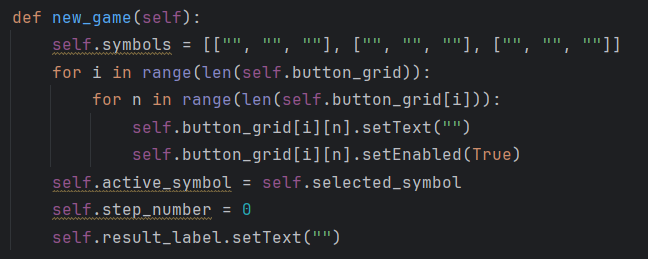 def new_game(self):
    self.symbols = [["", "", ""], ["", "", ""], ["", "", ""]]
    for i in range(len(self.button_grid)):
        for n in range(len(self.button_grid[i])):
            self.button_grid[i][n].setText("")
            self.button_grid[i][n].setEnabled(True)
    self.active_symbol = self.selected_symbol
    self.step_number = 0
    self.result_label.setText("")